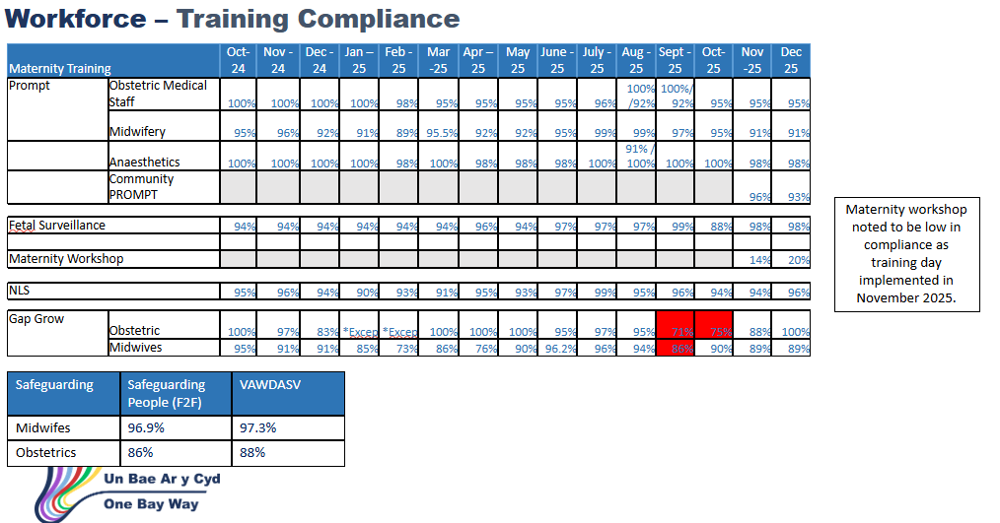 Workforce – Training Compliance
Maternity Training Oct-24 Nov -24 Dec -24 Jan –25 Feb -25 Mar -25 Apr –25 May 25 June -25 July -25 Aug -25 Sept -25 Oct-25 Nov -25 Dec 25
Prompt Obstetric Medical Staff 100% 100% 100% 100% 98% 95% 95% 95% 95% 96% 100% /92% 100%/ 92% 95% 95% 95%
Midwifery 95% 96% 92% 91% 89% 95.5% 92% 92% 95% 99% 99% 97% 95% 91% 91%
Anaesthetics 100% 100% 100% 100% 98% 100% 98% 98% 98% 100% 91% / 100% 100% 100% 98% 98%
Community PROMPT 96% 93%
Fetal Surveillance 94% 94% 94% 94% 94% 94% 96% 94% 97% 97% 97% 99% 88% 98% 98%
Maternity Workshop 14% 20%
NLS 95% 96% 94% 90% 93% 91% 95% 93% 97% 99% 95% 96% 94% 94% 96%
Gap Grow
Obstetric 100% 97% 83% *Excep *Excep 100% 100% 100% 95% 97% 95% 71% 75% 88% 100%
Midwives 95% 91% 91% 85% 73% 86% 76% 90% 96.2% 96% 94% 86% 90% 89% 89%
Maternity workshop
noted to be low in
compliance as
training day
implemented in
November 2025.
Safeguarding Safeguarding People (F2F) VAWDASV
Midwifes 96.9% 97.3%
Obstetrics 86% 88%
Un Bae Ar y Cyd
One Bay Way